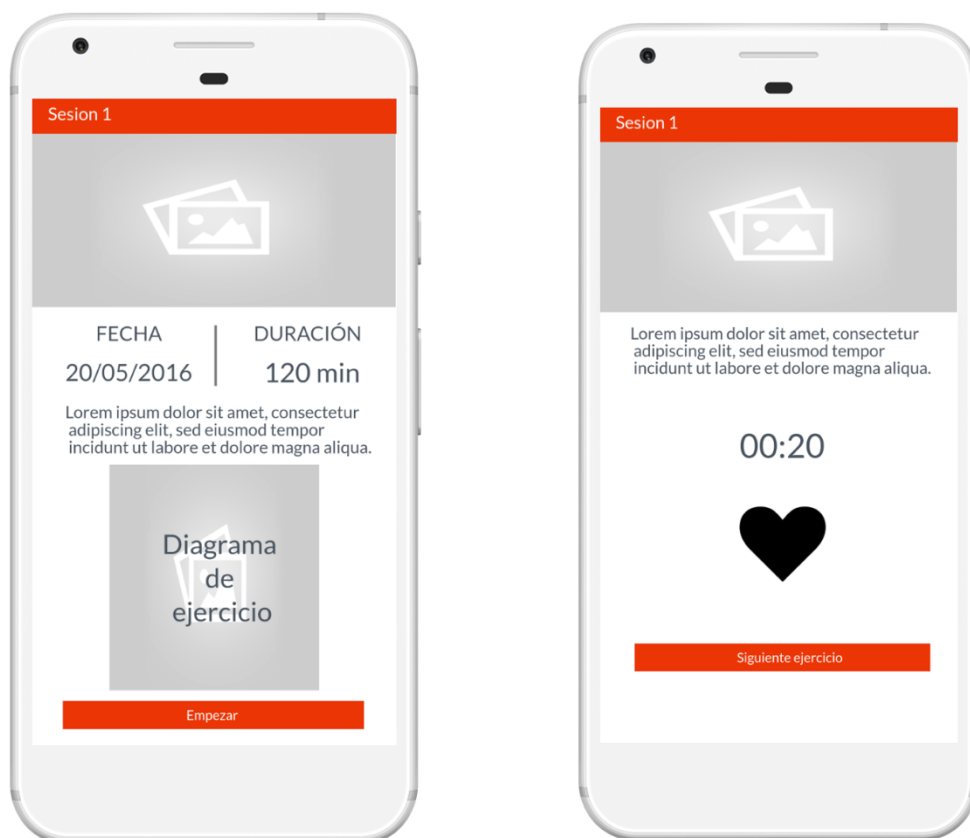 Sesion 1
FECHA
DURACIÓN
20/05/2016
120 min
Lorem ipsum dolor sit amet, consectetur
adipiscing elit, sed eiusmod tempor
incidunt ut labore et dolore magna aliqua.
Diagrama
de
ejercicio
Empezar
Sesion 1
Lorem ipsum dolor sit amet, consectetur
adipiscing elit, sed eiusmod tempor
incidunt ut labore et dolore magna aliqua.
00:20
Siguiente ejercicio